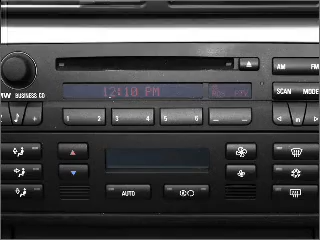 AM FM
12:10 PM
SCAN MODE
BUSINESS CD
1 2 3 4 5 6
m
AUTO